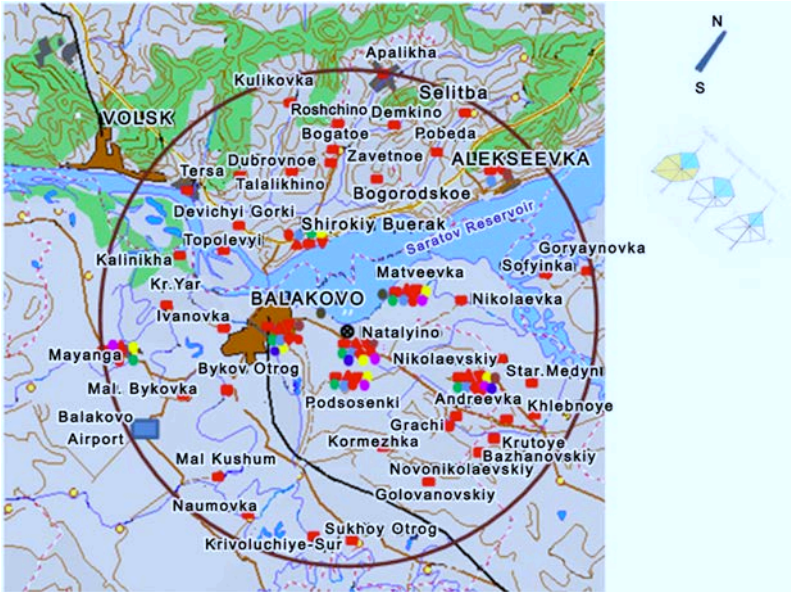 N
Apalikha
Kulikovka
S
Selitba
Roshchino Demkino
VOLSK
Bogatoe
Pobeda
Dubrovnoe
Zavetnoe
ALEKSEEVKA
Tersa
Talalikhino
Bogorodskoe
Devichyi Gorki
Shirokiy Buerak
Saratov Reservoir
Topolevyi
Goryaynovka
Kalinikha
Sofyinka
Matveevka
Kr.Yar
BALAKOVO
Nikolaevka
Ivanovka
Natalyino
Mayanga
Nikolaevskiy
Bykov Otrog
Star.Medyni
Mal. Bykovka
Andreevka
Podsosenki
Khlebnoye
Balakovo
Airport
Grachi
Kormezhka
Krutoye
Bazhanovskiy
Mal Kushum
Novonikolaevskiy
Golovanovskiy
Naumovka
Sukhoy Otrog
Krivoluchiye-Sur